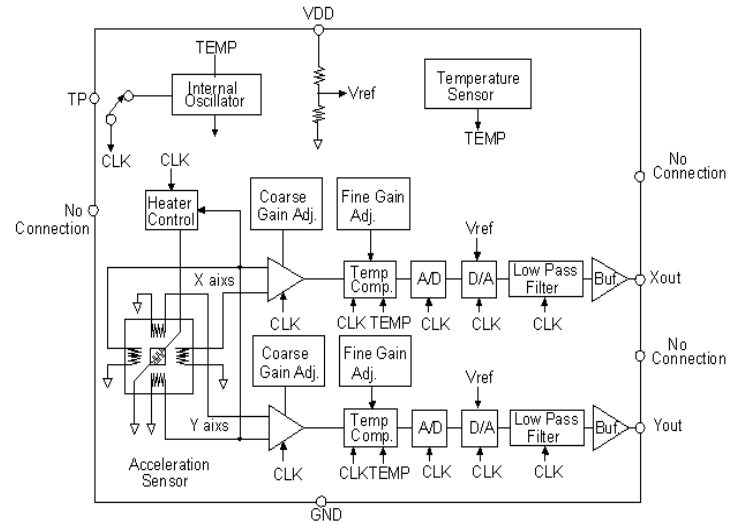 VDD
TEMP
Internal
Oscillator
TP
CLK
Vref
Temperature
Sensor
TEMP
No
Connection
CLK
Heater
Control
No
Connection
Coarse
Gain Adj.
Fine Gain
Adj.
Vref
X aixs
Temp
Comp.
A/D
D/A
Low Pass
Filter
Buf
Xout
CLK
CLK
TEMP
CLK
CLK
CLK
Coarse
Gain Adj.
Fine Gain
Adj.
Vref
No
Connection
Y aixs
Temp
Comp.
A/D
D/A
Low Pass
Filter
Buf
Yout
CLK
CLK
TEMP
CLK
CLK
CLK
Acceleration
Sensor
GND